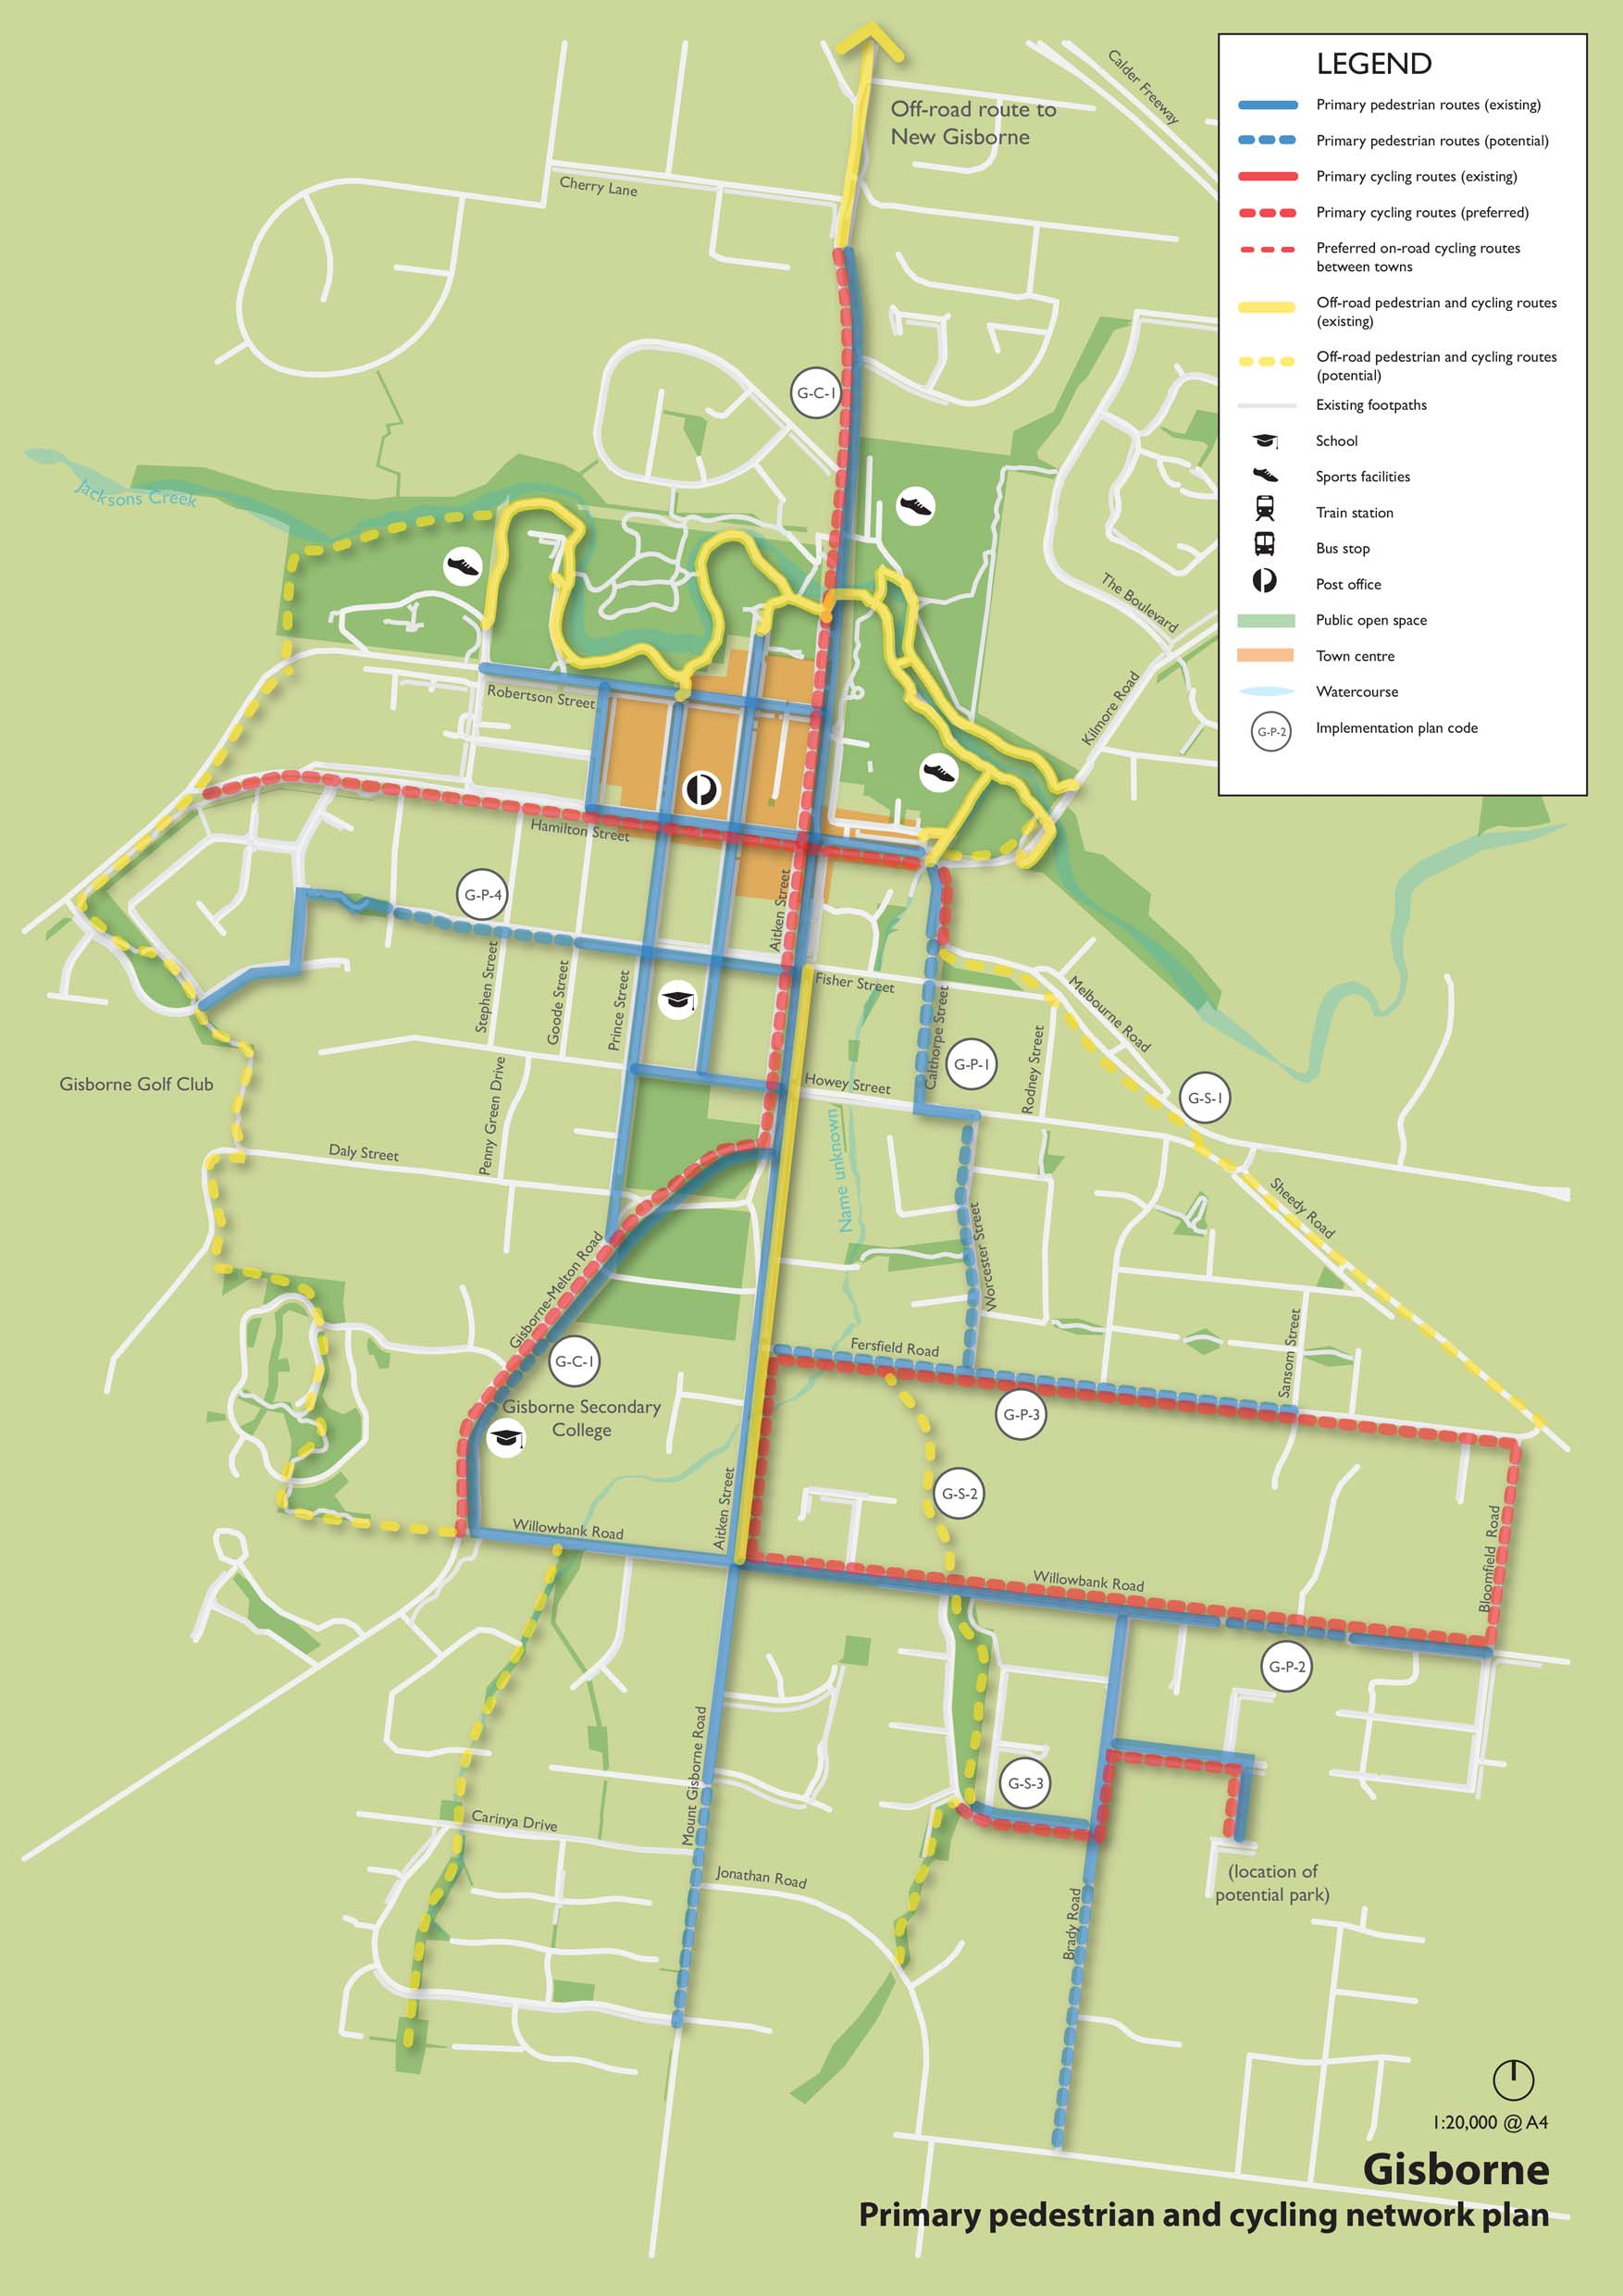 LEGEND
Primary pedestrian routes (existing)
Primary pedestrian routes (potential)
Primary cycling routes (existing)
Primary cycling routes (preferred)
Preferred on-road cycling routes
between towns
Off-road pedestrian and cycling routes
(existing)
Off-road pedestrian and cycling routes
(potential)
Existing footpaths
School
Sports facilities
Train station
Bus stop
Post office
Public open space
Town centre
Watercourse
G-P-2
Implementation plan code
Calder Freeway
Off-road route to
New Gisborne
Cherry Lane
G-C-1
Jacksons Creek
The Boulevard
Kilmore Road
Robertson Street
Hamilton Street
G-P-4
Aitken Street
Stephen Street
Goode Street
Prince Street
Fisher Street
Calthorpe Street
Melbourne Road
Rodney Street
G-P-1
G-S-1
Gisborne Golf Club
Howey Street
Penny Green Drive
Name unknown
Daly Street
Sheedy Road
Worcester Street
Gisborne-Melton Road
G-C-1
Fersfield Road
Sansom Street
Gisborne Secondary
College
G-P-3
Aitken Street
G-S-2
Willowbank Road
Bloomfield Road
Willowbank Road
G-P-2
Mount Gisborne Road
G-S-3
Carinya Drive
Jonathan Road
(location of
potential park)
Brady Road
1:20,000 @ A4
Gisborne
Primary pedestrian and cycling network plan